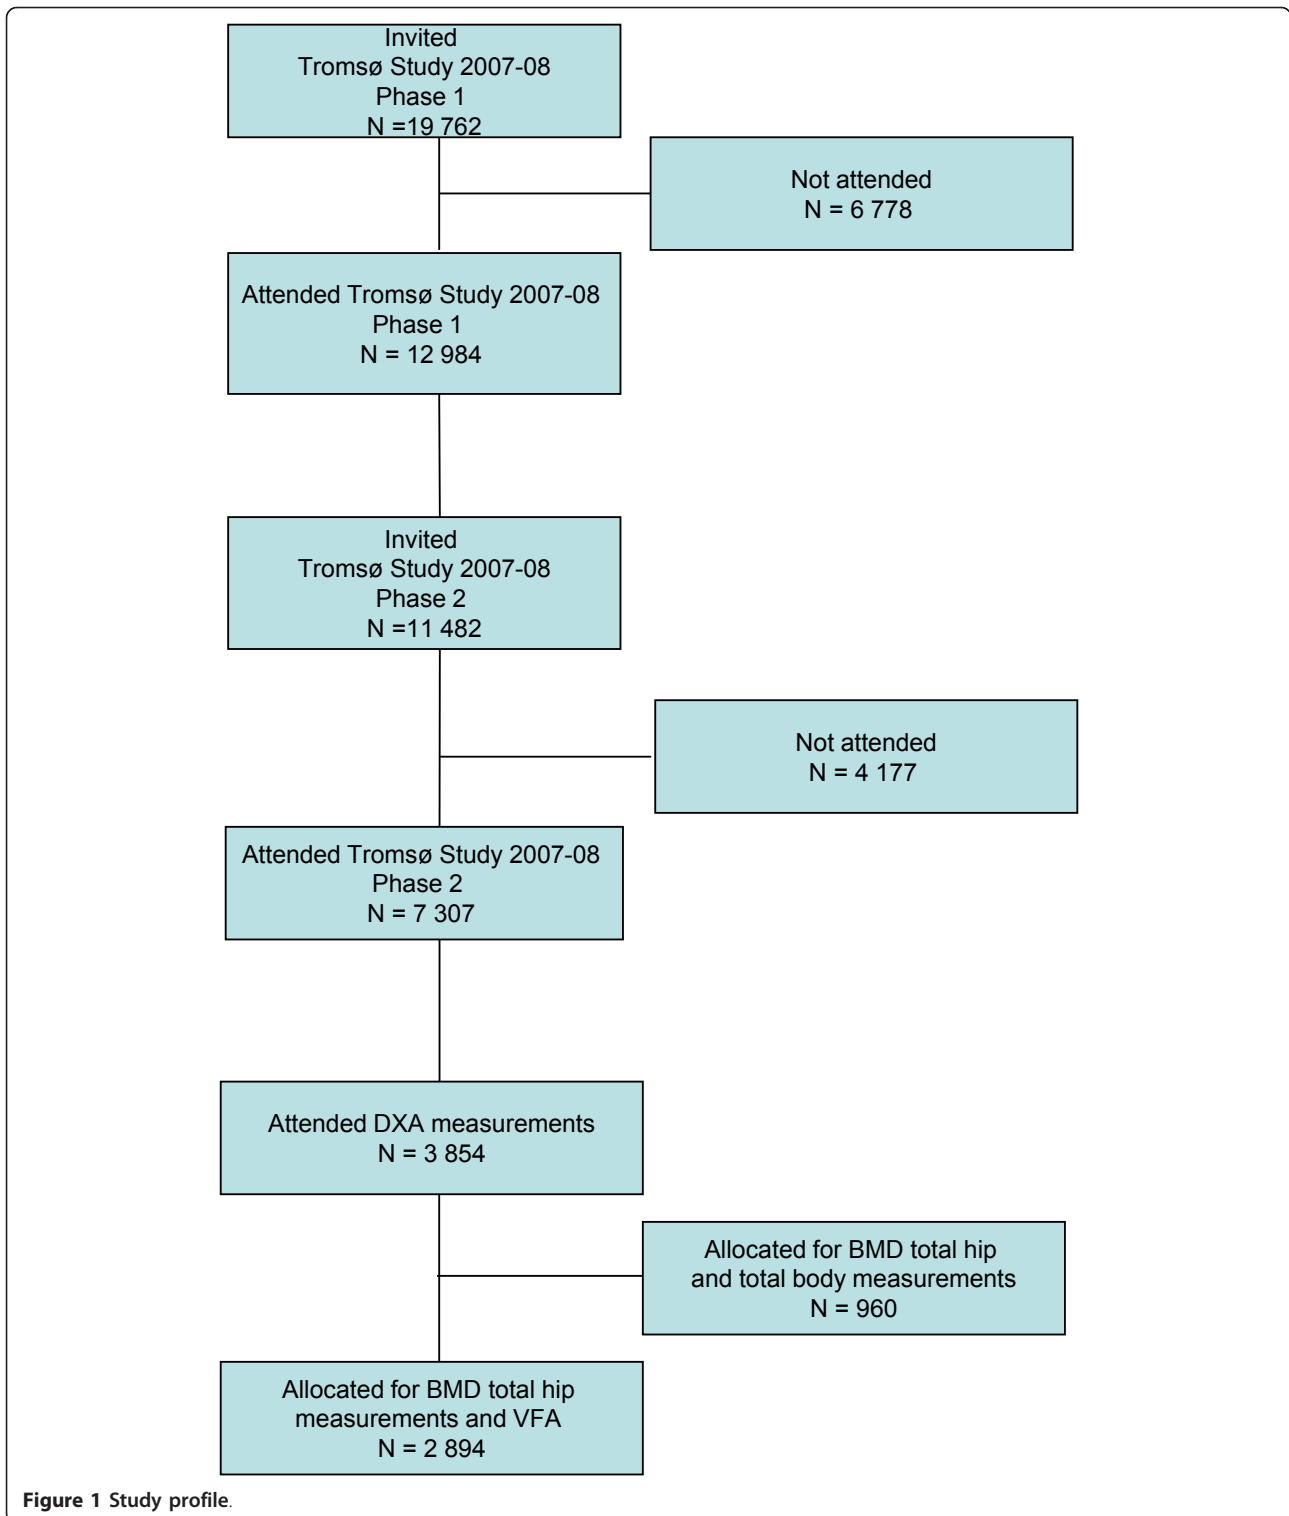 Invited
Tromsø Study 2007-08
Phase 1
N =19 762
Not attended
N = 6 778
Attended Tromsø Study 2007-08
Phase 1
N = 12 984
Invited
Tromsø Study 2007-08
Phase 2
N =11 482
Not attended
N = 4 177
Attended Tromsø Study 2007-08
Phase 2
N = 7 307
Attended DXA measurements
N = 3 854
Allocated for BMD total hip
and total body measurements
N = 960
Allocated for BMD total hip
measurements and VFA
N = 2 894
Figure 1 Study profile.